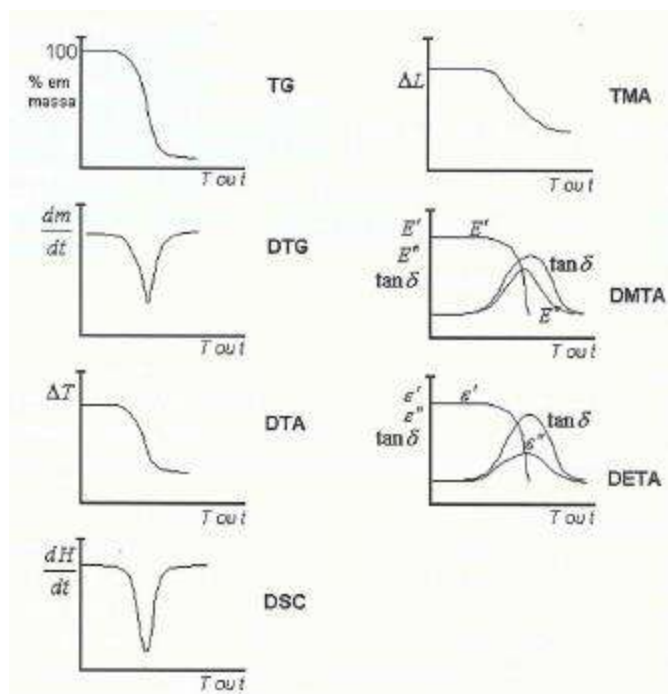 100
% em
massa
TG
T ou t
dm
dt
DTG
T ou t
ΔT
DTA
T ou t
dH
dt
DSC
T ou t
ΔL
TMA
T ou t
E'
E"
tan δ
E'
tan δ
E"
DMTA
T ou t
ε'
ε"
tan δ
ε'
tan δ
ε"
DETA
T ou t